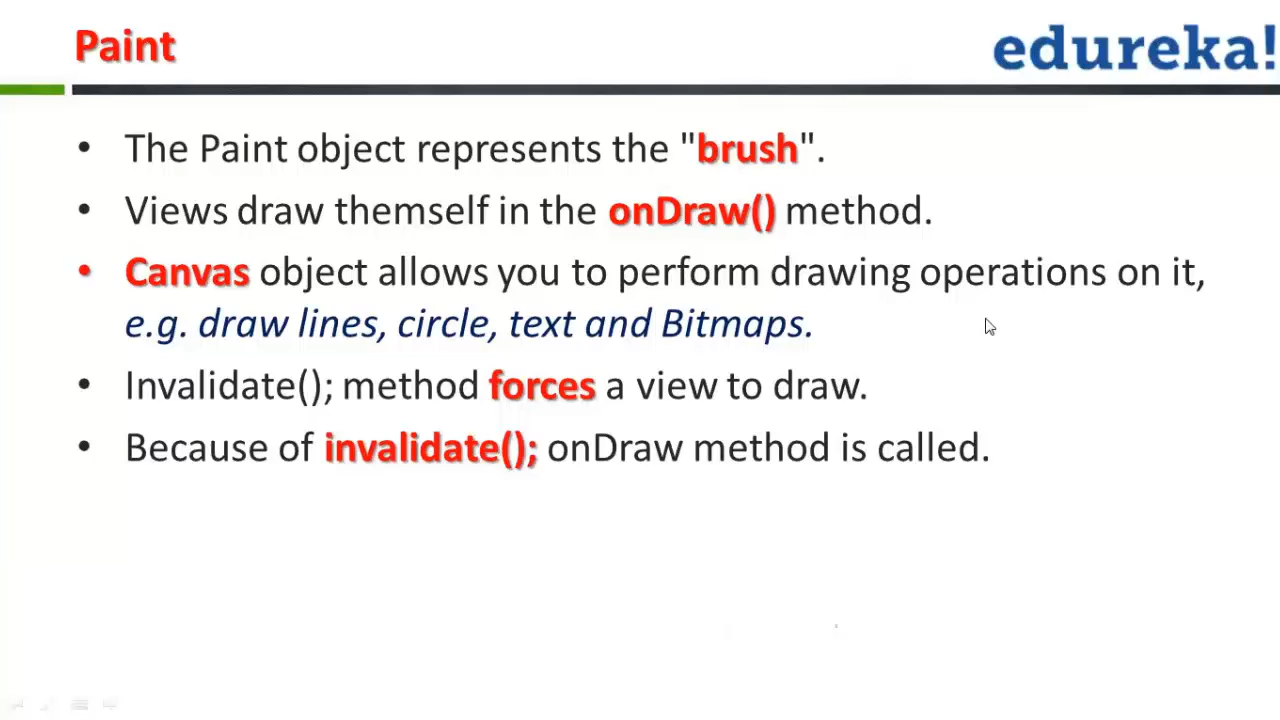 Paint
edureka!
• The Paint object represents the "brush".
• Views draw themself in the onDraw() method.
• Canvas object allows you to perform drawing operations on it,
e.g. draw lines, circle, text and Bitmaps.
• Invalidate(); method forces a view to draw.
• Because of invalidate(); onDraw method is called.